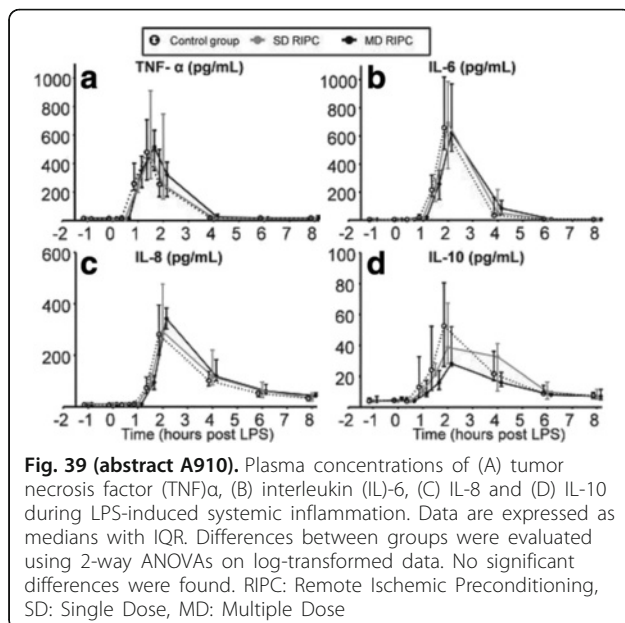 Control group SD RIPC MD RIPC
a TNF- α (pg/mL)
1000
800
600
400
200
0
-2 -1 0 1 2 3 4 5 6 7 8
b IL-6 (pg/mL)
1000
800
600
400
200
0
-2 -1 0 1 2 3 4 5 6 7 8
c IL-8 (pg/mL)
600
400
200
-2 -1 0 1 2 3 4 5 6 7 8
Time (hours post LPS)
d IL-10 (pg/mL)
100
80
60
40
20
0
-2 -1 0 1 2 3 4 5 6 7 8
Time (hours post LPS)
Fig. 39 (abstract A910). Plasma concentrations of (A) tumor
necrosis factor (TNF)α, (B) interleukin (IL)-6, (C) IL-8 and (D) IL-10
during LPS-induced systemic inflammation. Data are expressed as
medians with IQR. Differences between groups were evaluated
using 2-way ANOVAs on log-transformed data. No significant
differences were found. RIPC: Remote Ischemic Preconditioning,
SD: Single Dose, MD: Multiple Dose